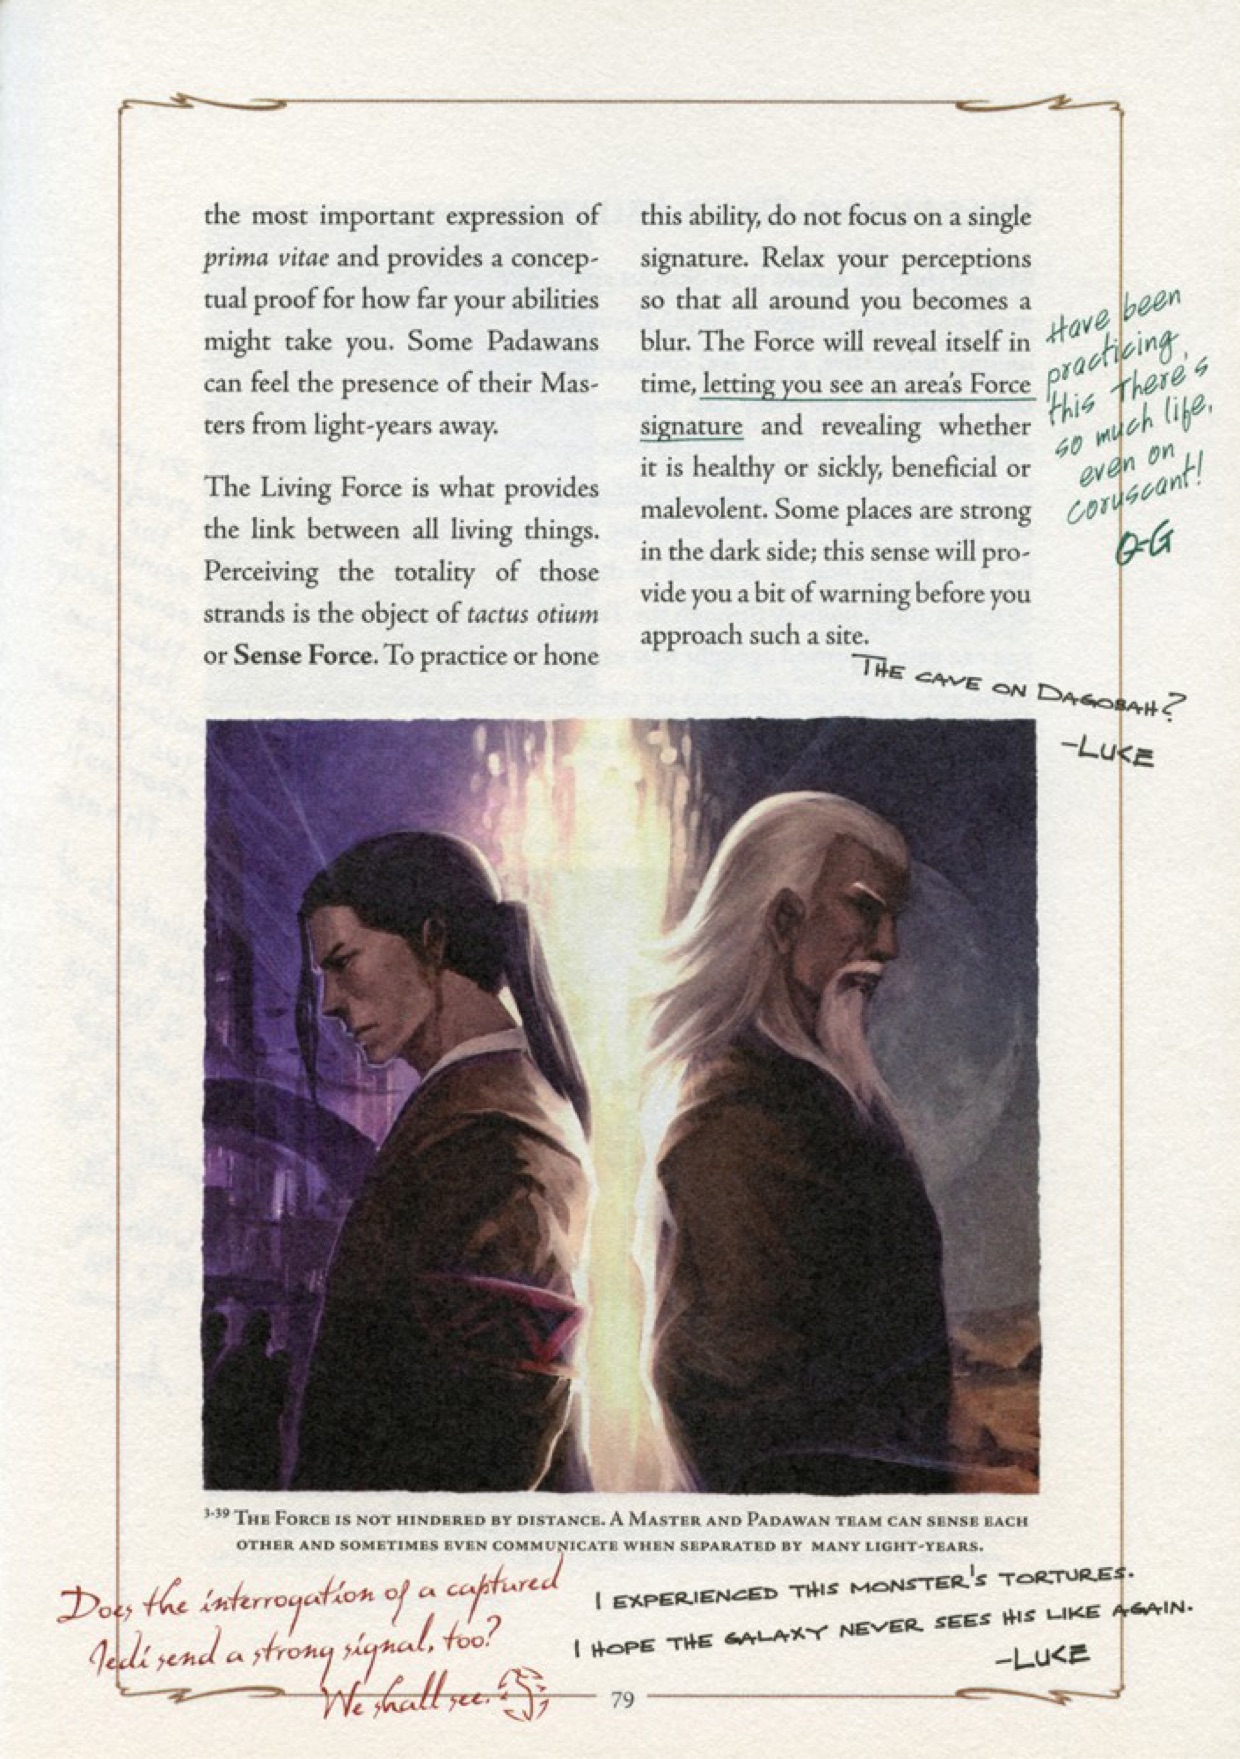 the most important expression of
prima vitae and provides a concep-
tual proof for how far your abilities
might take you. Some Padawans
can feel the presence of their Mas-
ters from light-years away.
The Living Force is what provides
the link between all living things.
Perceiving the totality of those
strands is the object of tactus otium
or Sense Force. To practice or hone
this ability, do not focus on a single
signature. Relax your perceptions
so that all around you becomes a
blur. The Force will reveal itself in
time, letting you see an area's Force
signature and revealing whether
it is healthy or sickly, beneficial or
malevolent. Some places are strong
in the dark side; this sense will pro-
vide you a bit of warning before you
approach such a site.
Have been
practicing
this. There's
so much life,
even on
Coruscant!
Q-G
THE CAVE ON DAGOBAH?
-LUKE
3-39 THE FORCE IS NOT HINDERED BY DISTANCE. A MASTER AND PADAWAN TEAM CAN SENSE EACH
OTHER AND SOMETIMES EVEN COMMUNICATE WHEN SEPARATED BY MANY LIGHT-YEARS.
Does the interrogation of a captured
Jedi send a strong signal, too?
We shall see.
I EXPERIENCED THIS MONSTER'S TORTURES.
I HOPE THE GALAXY NEVER SEES HIS LIKE AGAIN.
-LUKE
79